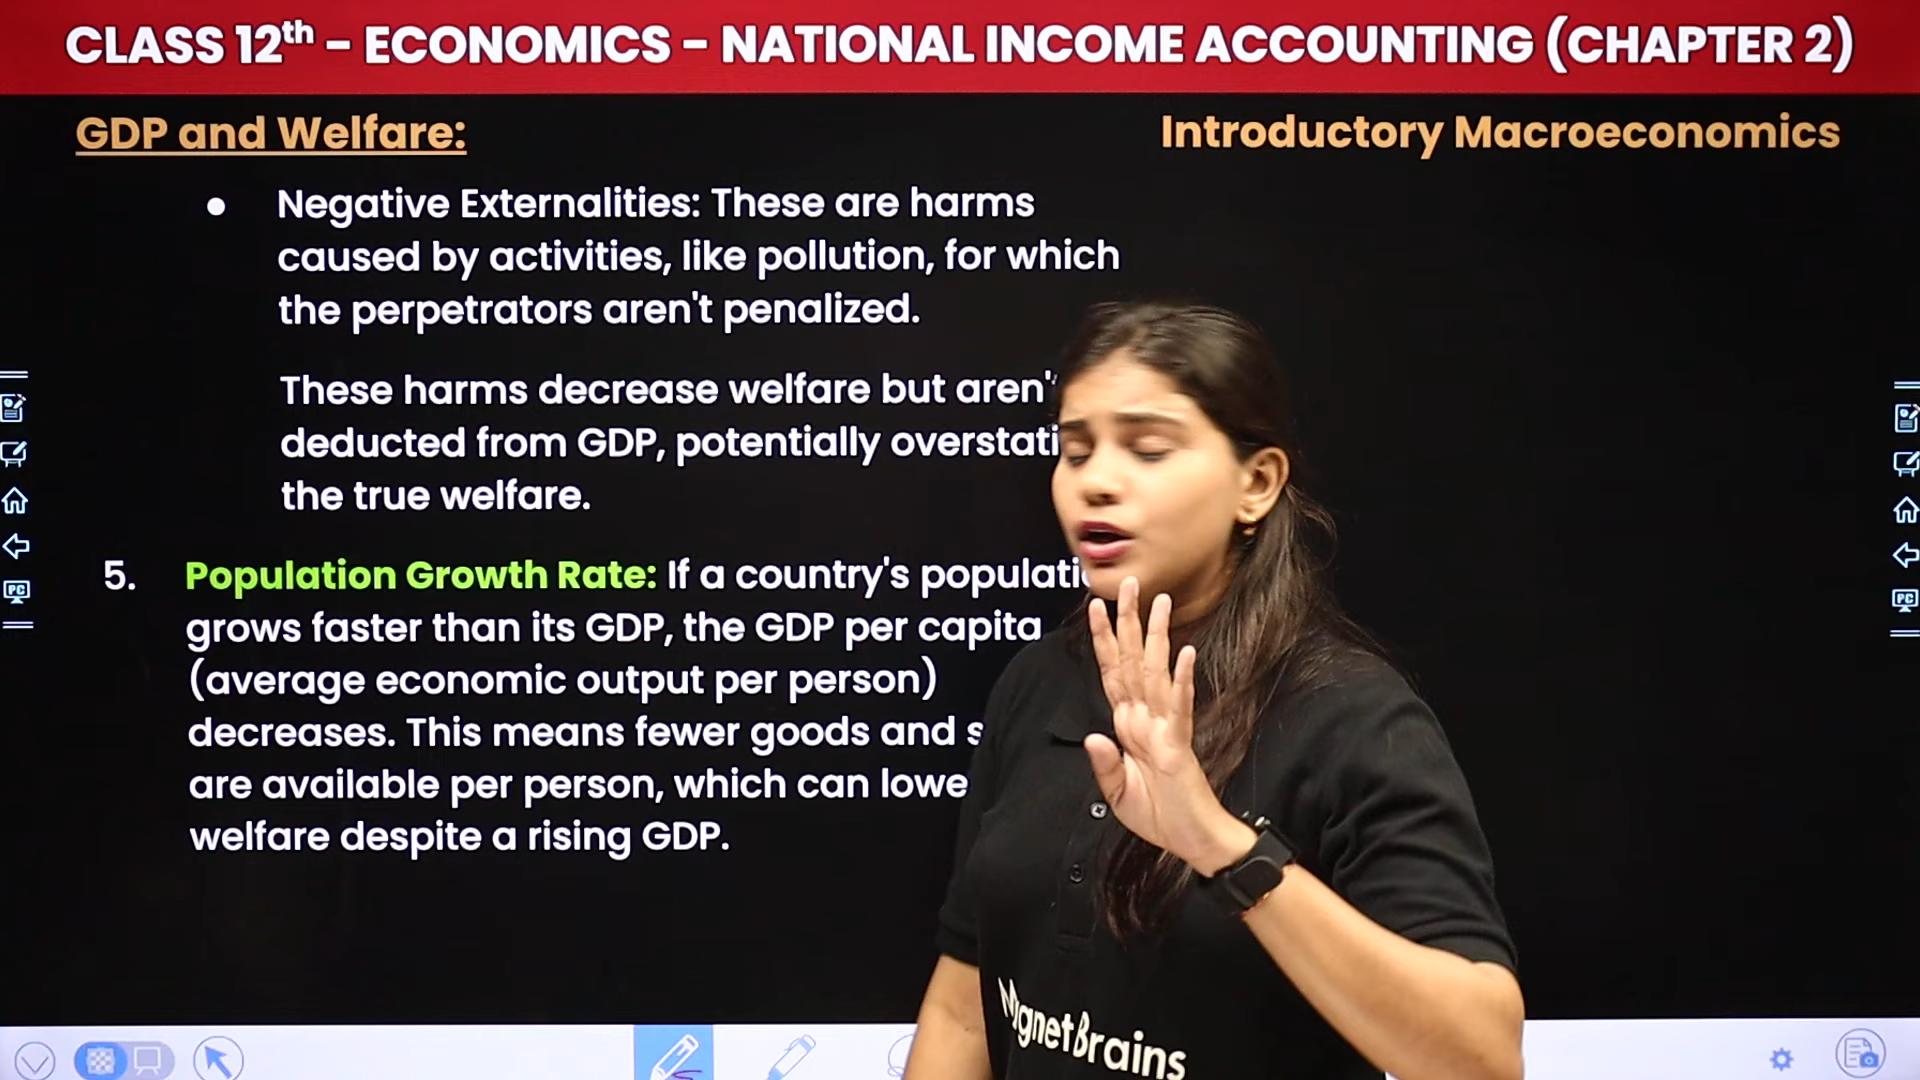 CLASS 12th – ECONOMICS – NATIONAL INCOME ACCOUNTING (CHAPTER 2)
GDP and Welfare:
Introductory Macroeconomics
● Negative Externalities: These are harms
caused by activities, like pollution, for which
the perpetrators aren't penalized.
These harms decrease welfare but
deducted from GDP, potentially
the true welfare.
5. Population Growth Rate: If a country's
grows faster than its GDP, the GDP per capita
(average economic output per person)
decreases. This means fewer goods and
are available per person, which can
welfare despite a rising GDP.
MagnetBrains
PC
PC